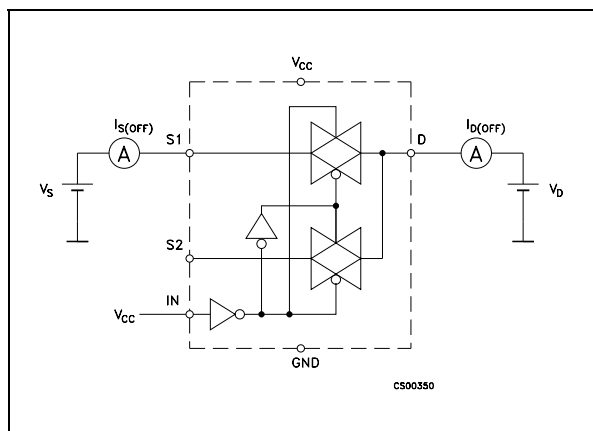 VCC
IS(OFF)
S1
D
ID(OFF)
A
A
VS
VD
S2
IN
VCC
GND
CS00350